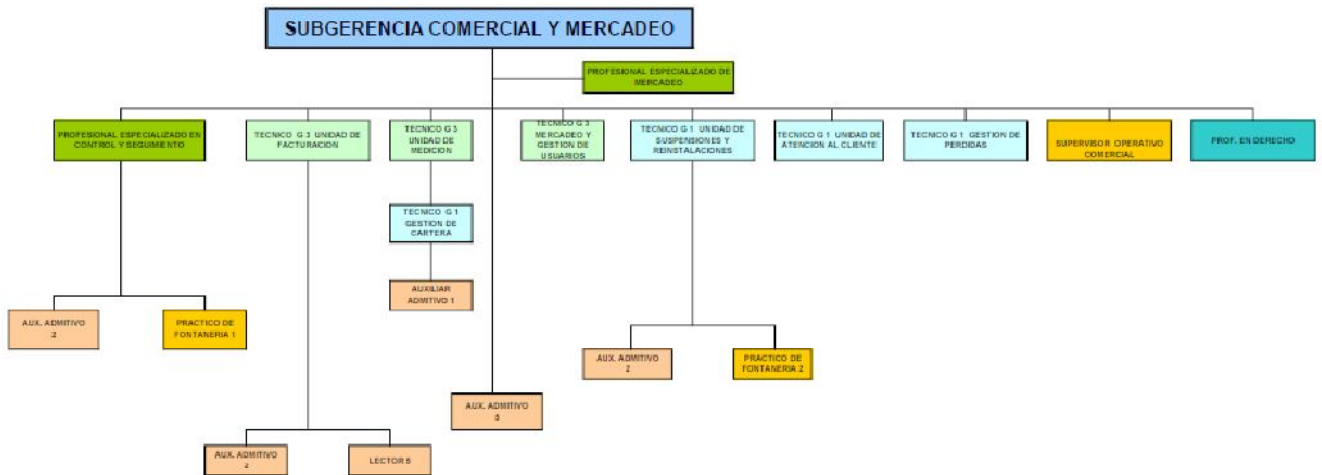 SUBGERENCIA COMERCIAL Y MERCADEO
PROFESIONAL ESPECIALIZADO DE
MERCADEO
PROFESIONAL ESPECIALIZADO EN
CONTROL Y SEGUIMIENTO
TECNICO G 3 UNIDAD DE
FACTURACION
TECNICO G 3
UNIDAD DE
MEDICION
TECNICO G 3
MERCADEO Y
GESTION DE
USUARIOS
TECNICO G 1 UNIDAD DE
SUSPENSIONES Y
REINSTALACIONES
TECNICO G 1 UNIDAD DE
ATENCION AL CLIENTE
TECNICO G 1 GESTION DE
PERDIDAS
SUPERVISOR OPERATIVO
COMERCIAL
PROF. EN DERECHO
TECNICO G 1
GESTION DE
CARTERA
AUXILIAR
ADMITIVO 1
AUX. ADMITIVO
2
PRACTICO DE
FONTANERIA 1
AUX. ADMITIVO
2
PRACTICO DE
FONTANERIA 2
AUX. ADMITIVO
AUX. ADMITIVO
2
LECTOR